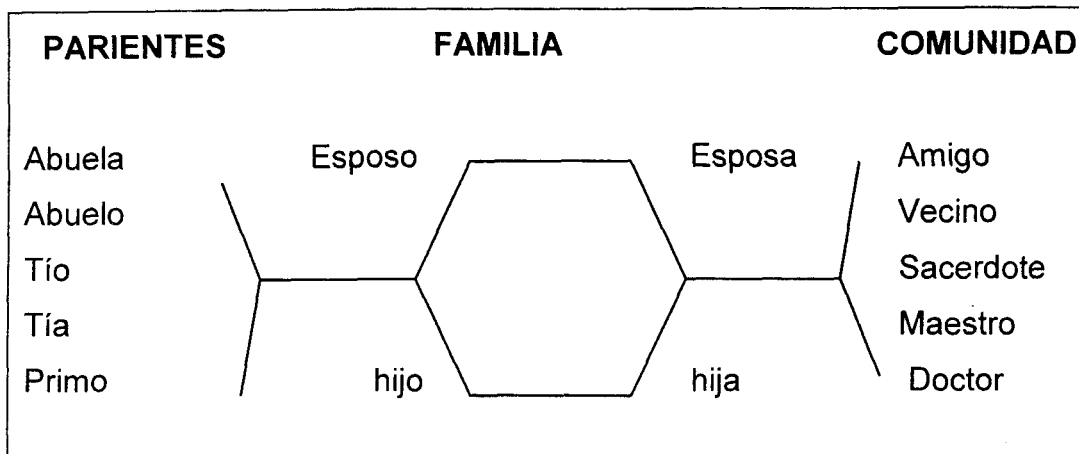 PARIENTES FAMILIA COMUNIDAD
Abuela Esposo Esposa Amigo
Abuelo Vecino
Tío Sacerdote
Tía Maestro
Primo hijo hija Doctor